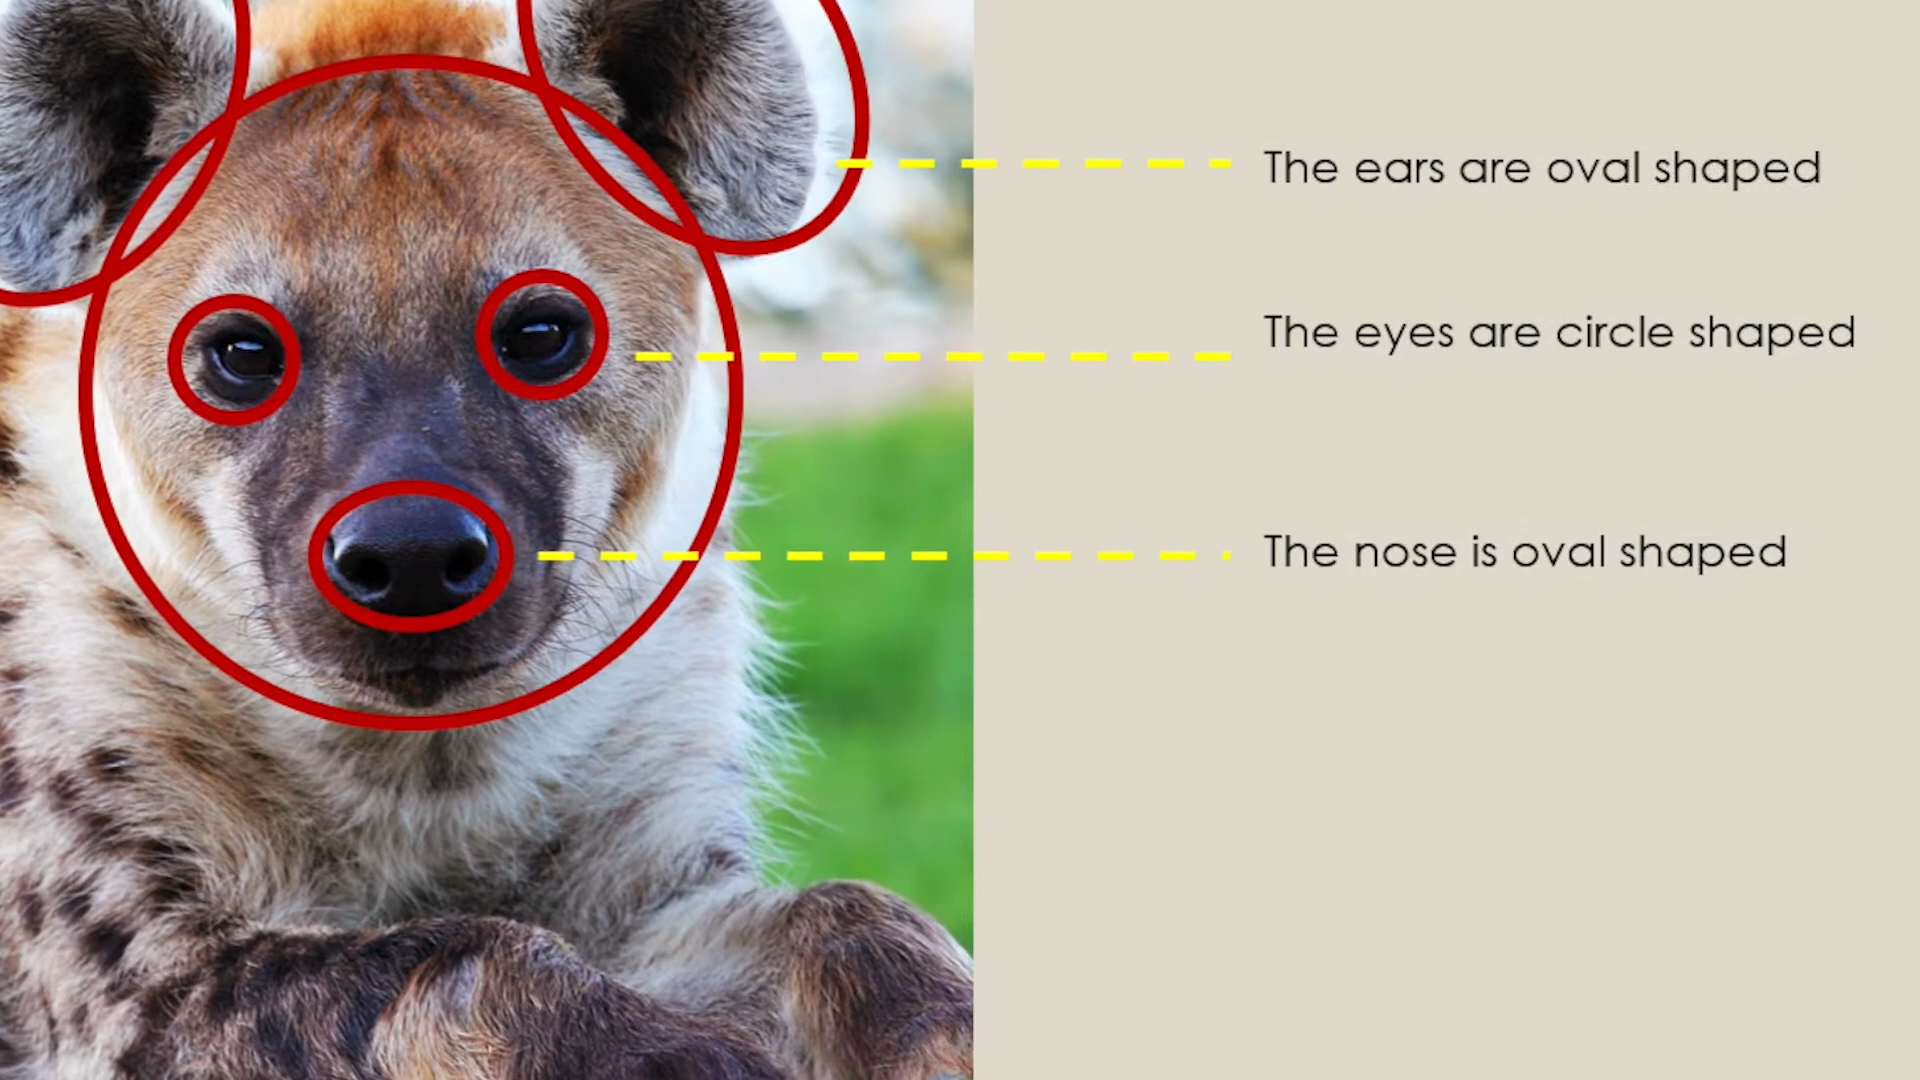 The ears are oval shaped
The eyes are circle shaped
The nose is oval shaped